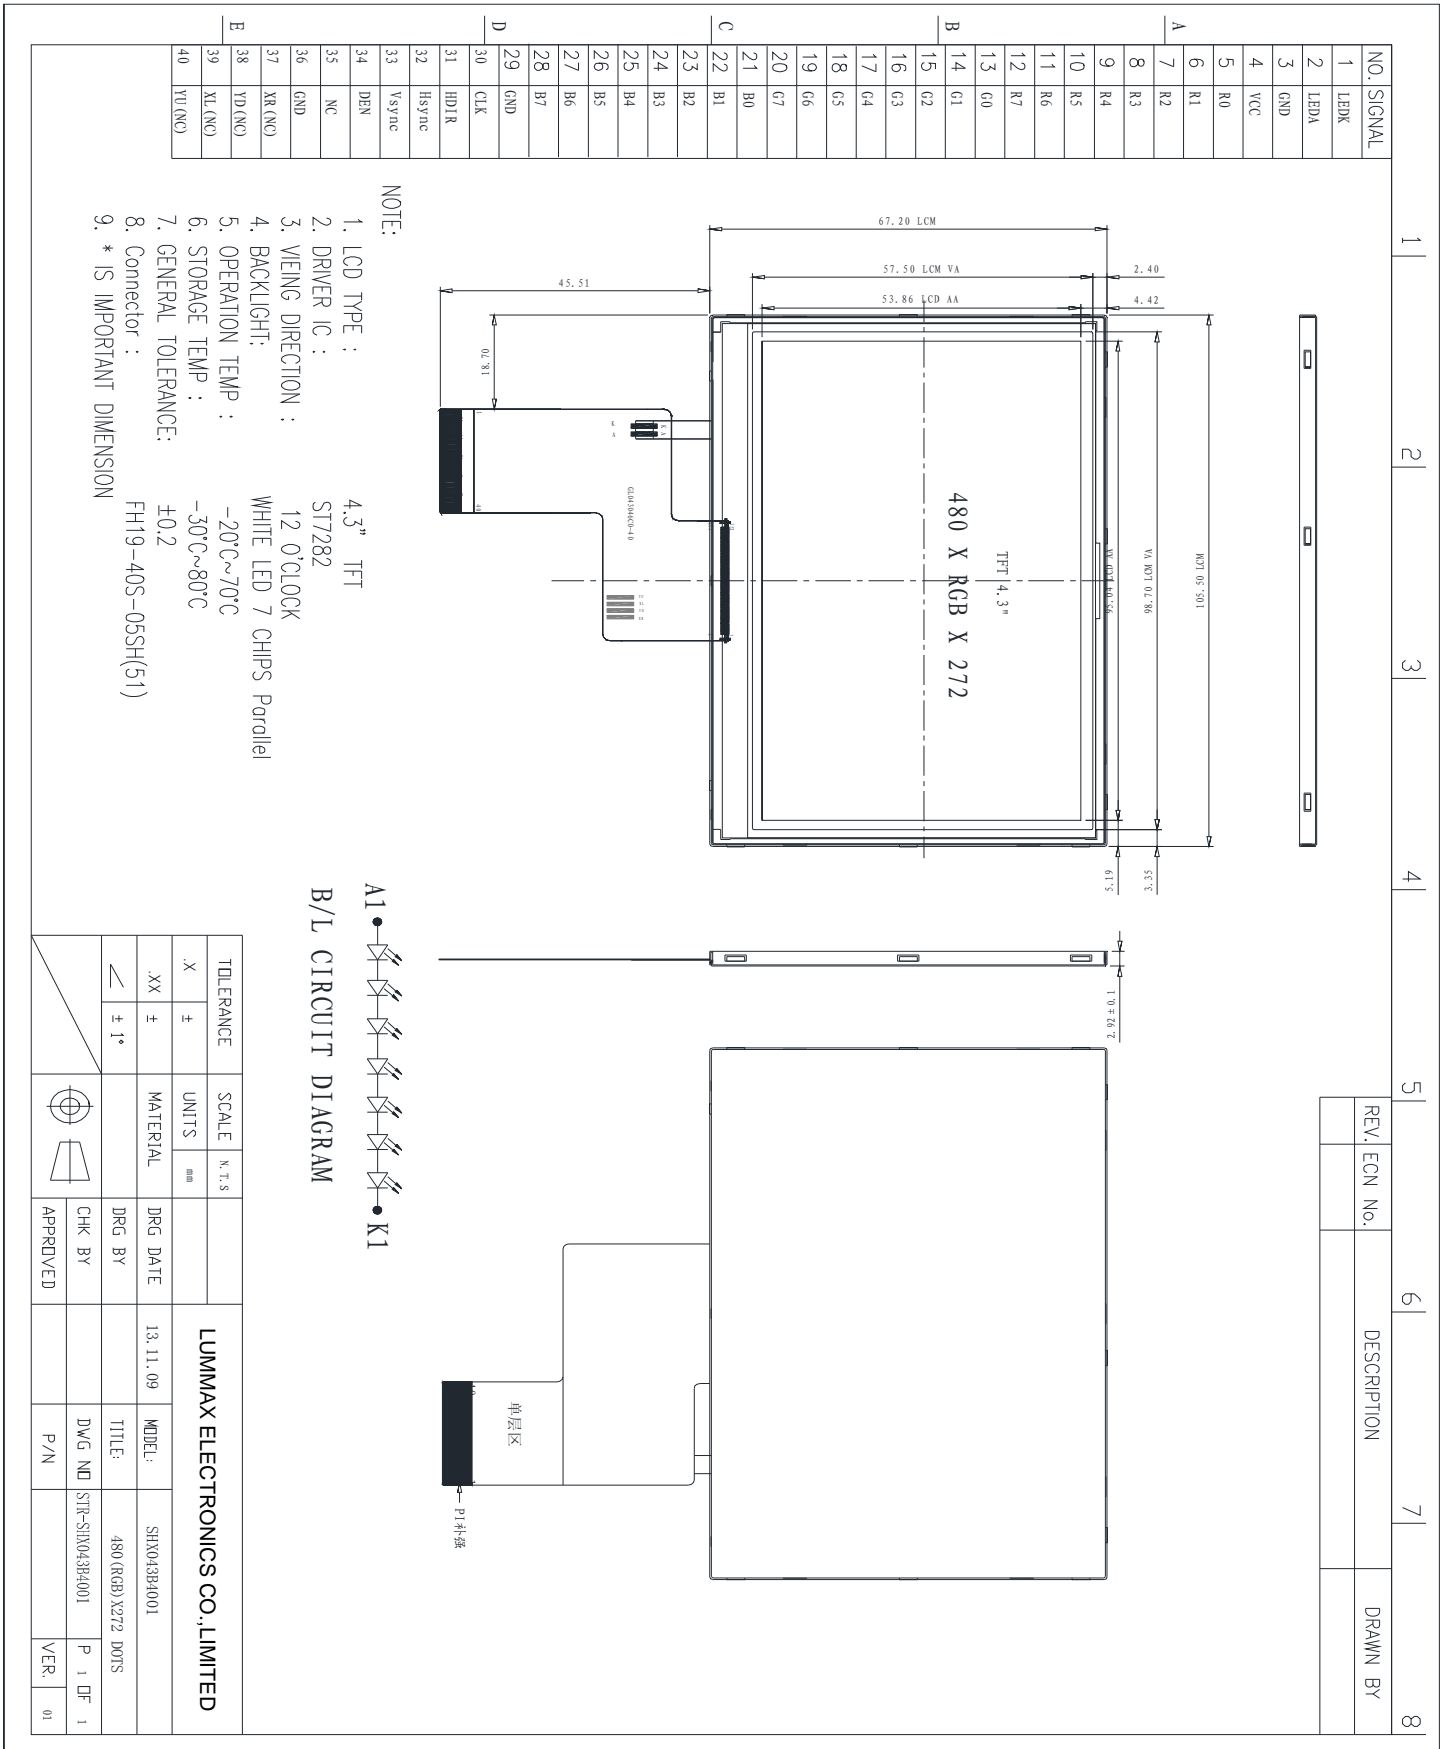 1 2 3 4 5 6 7 8
A
B
C
D
E
REV. ECN No. DESCRIPTION DRAWN BY
NO. SIGNAL
1 LEDK
2 LEDA
3 GND
4 VCC
5 R0
6 R1
7 R2
8 R3
9 R4
10 R5
11 R6
12 R7
13 G0
14 G1
15 G2
16 G3
17 G4
18 G5
19 G6
20 G7
21 B0
22 B1
23 B2
24 B3
25 B4
26 B5
27 B6
28 B7
29 GND
30 CLK
31 HDIR
32 Hsync
33 Vsync
34 DEN
35 NC
36 GND
37 XR(NC)
38 YD(NC)
39 XL(NC)
40 YU(NC)
105.50 LCM
98.70 LCM VA
95.04 LCD AA
3.35
5.19
2.40
4.42
67.20 LCM
57.50 LCM VA
53.86 LCD AA
45.51
18.70
2.92±0.1
TFT 4.3"
480 X RGB X 272
K A
K
A
GL043046C0-40
1
40
单层区
PI补强
A1
K1
B/L CIRCUIT DIAGRAM
NOTE:
1. LCD TYPE : 4.3" TFT
2. DRIVER IC : ST7282
3. VIEING DIRECTION : 12 O'CLOCK
4. BACKLIGHT: WHITE LED 7 CHIPS Parallel
5. OPERATION TEMP : -20°C~70°C
6. STORAGE TEMP : -30°C~80°C
7. GENERAL TOLERANCE: ±0.2
8. Connector : FH19-40S-05SH(51)
9. * IS IMPORTANT DIMENSION
TOLERANCE SCALE N.T.S
LUMMAX ELECTRONICS CO.,LIMITED
.X ± UNITS mm
.XX ± MATERIAL DRG DATE 13.11.09 MODEL: SHX043B4001
∠ ± 1° DRG BY TITLE: 480(RGB)X272 DOTS
CHK BY DWG NO STR-SHX043B4001 P 1 OF 1
APPROVED P/N VER. 01